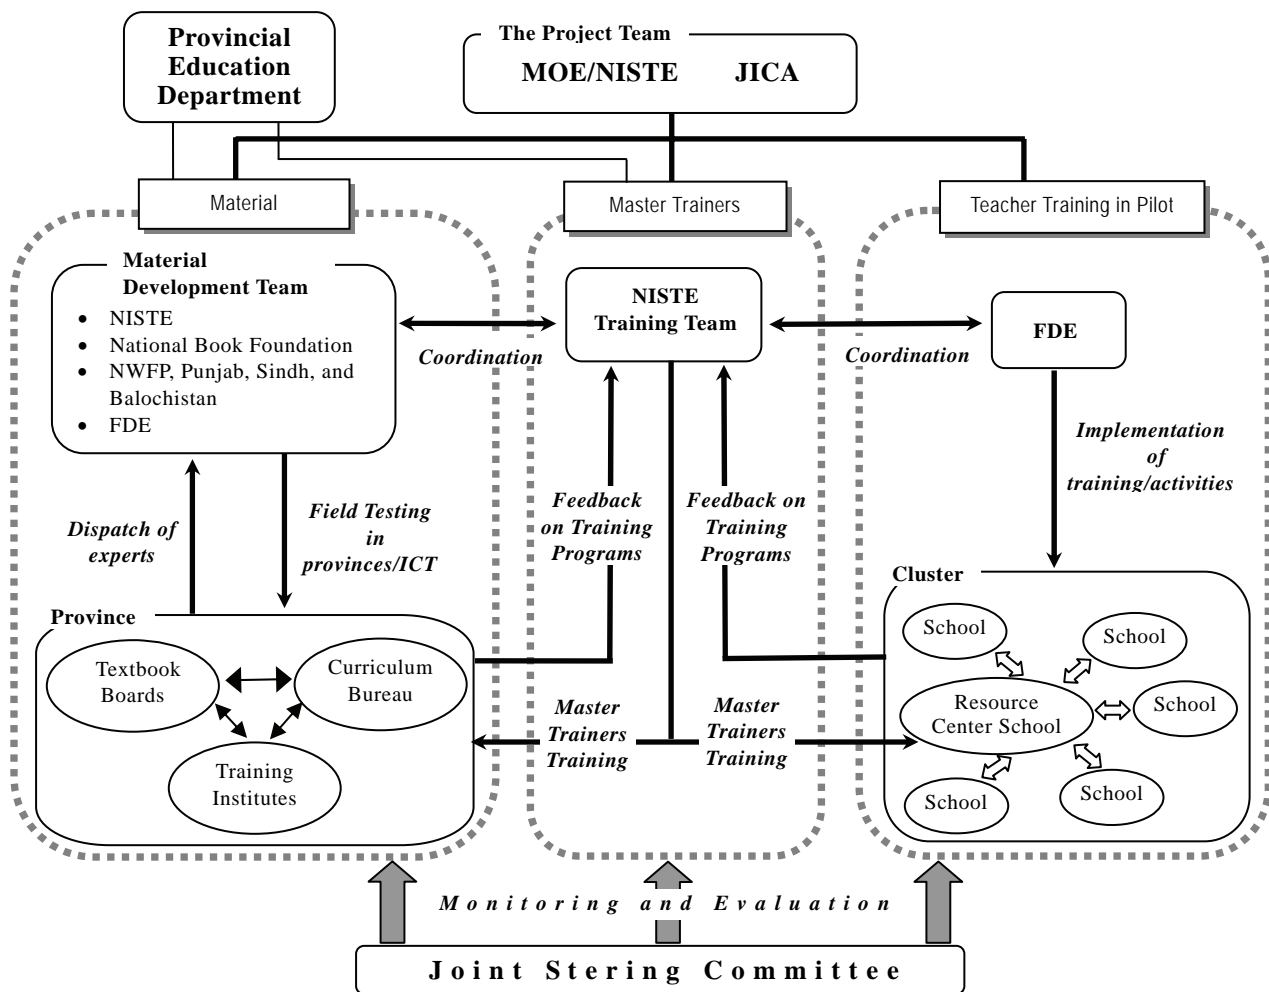 Provincial
Education
Department
The Project Team
MOE/NISTE JICA
Material
Master Trainers
Teacher Training in Pilot
Material
Development Team
• NISTE
• National Book Foundation
• NWFP, Punjab, Sindh, and
Balochistan
• FDE
Coordination
NISTE
Training Team
Coordination
FDE
Dispatch of
experts
Field Testing
in
provinces/ICT
Feedback
on Training
Programs
Feedback on
Training
Programs
Implementation
of
training/activities
Province
Textbook
Boards
Curriculum
Bureau
Training
Institutes
Master
Trainers
Training
Master
Trainers
Training
Cluster
School
School
Resource
Center School
School
School
School
Monitoring and Evaluation
Joint Stering Committee